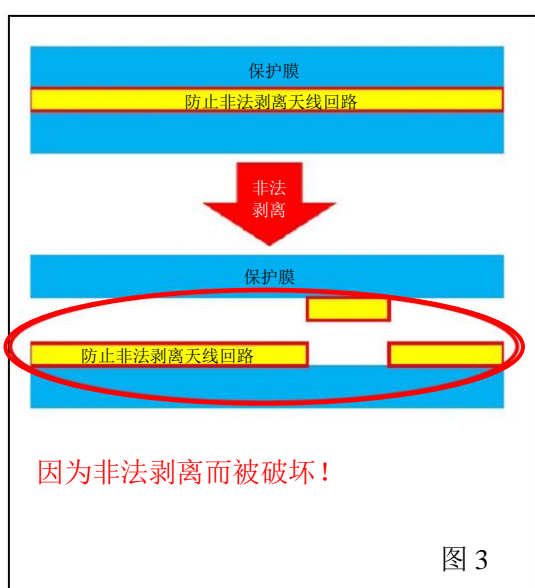 保护膜
防止非法剥离天线回路
非法
剥离
保护膜
防止非法剥离天线回路
因为非法剥离而被破坏！
图 3